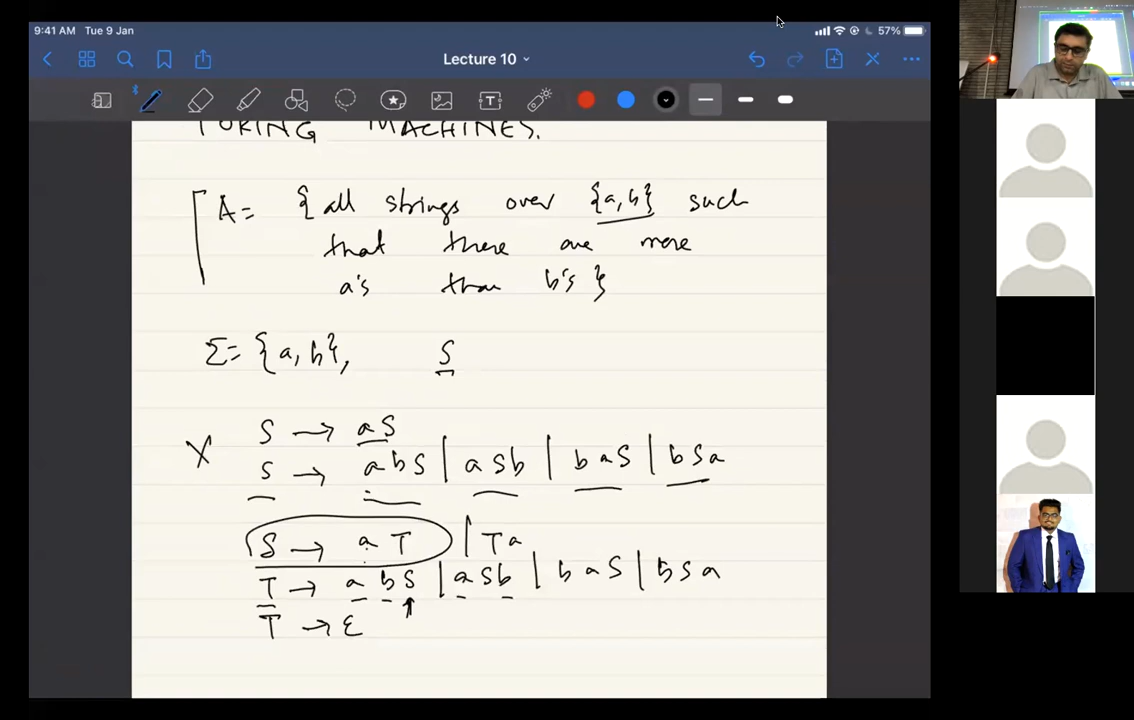 9:41 AM Tue 9 Jan
57%
Lecture 10
TURING MACHINES.
A = { all strings over {a,b} such
that there are more
a's than b's }
Σ = {a, b}, S
X S → aS
S → abS | aSb | baS | bSa
S → aT | Ta
T → abS | aSb | baS | bSa
T → ε